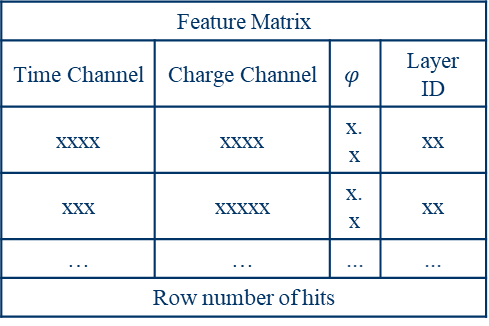 Feature Matrix
Time Channel Charge Channel φ Layer
ID
xxxx xxxx x.
x xx
xxx xxxxx x.
x xx
… … ... ...
Row number of hits